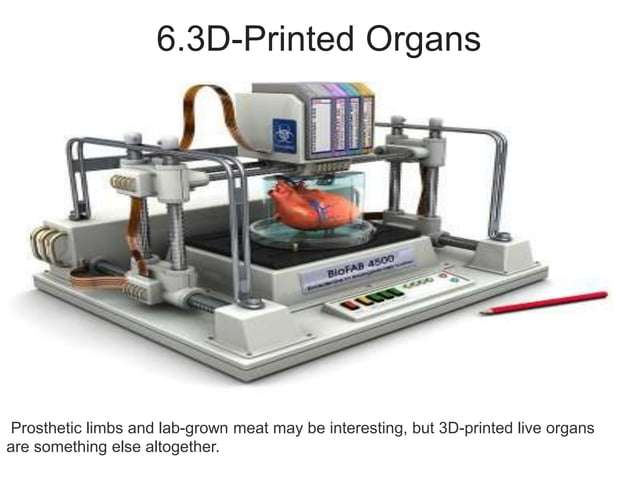 6.3D-Printed Organs
BioFAB 4500
Prosthetic limbs and lab-grown meat may be interesting, but 3D-printed live organs
are something else altogether.